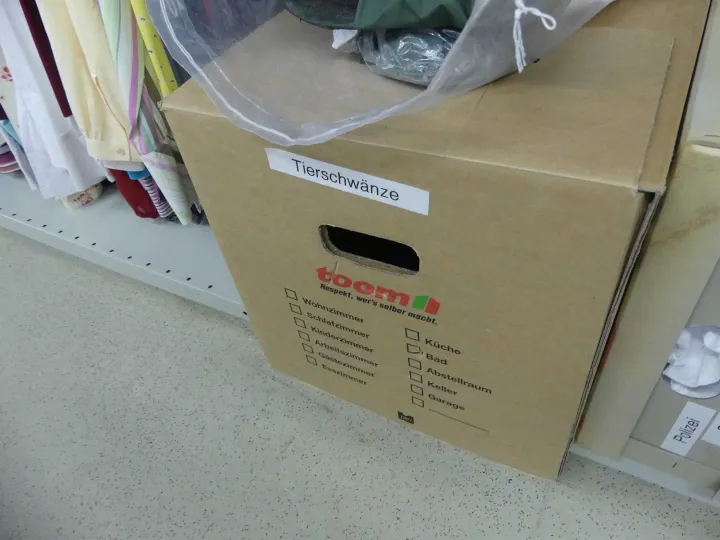 Tierschwänze
toom
Respekt, wer's selber macht.
Wohnzimmer
Schlafzimmer
Kinderzimmer
Arbeitszimmer
Gästezimmer
Esszimmer
Küche
Bad
Abstellraum
Keller
Garage
Polizei